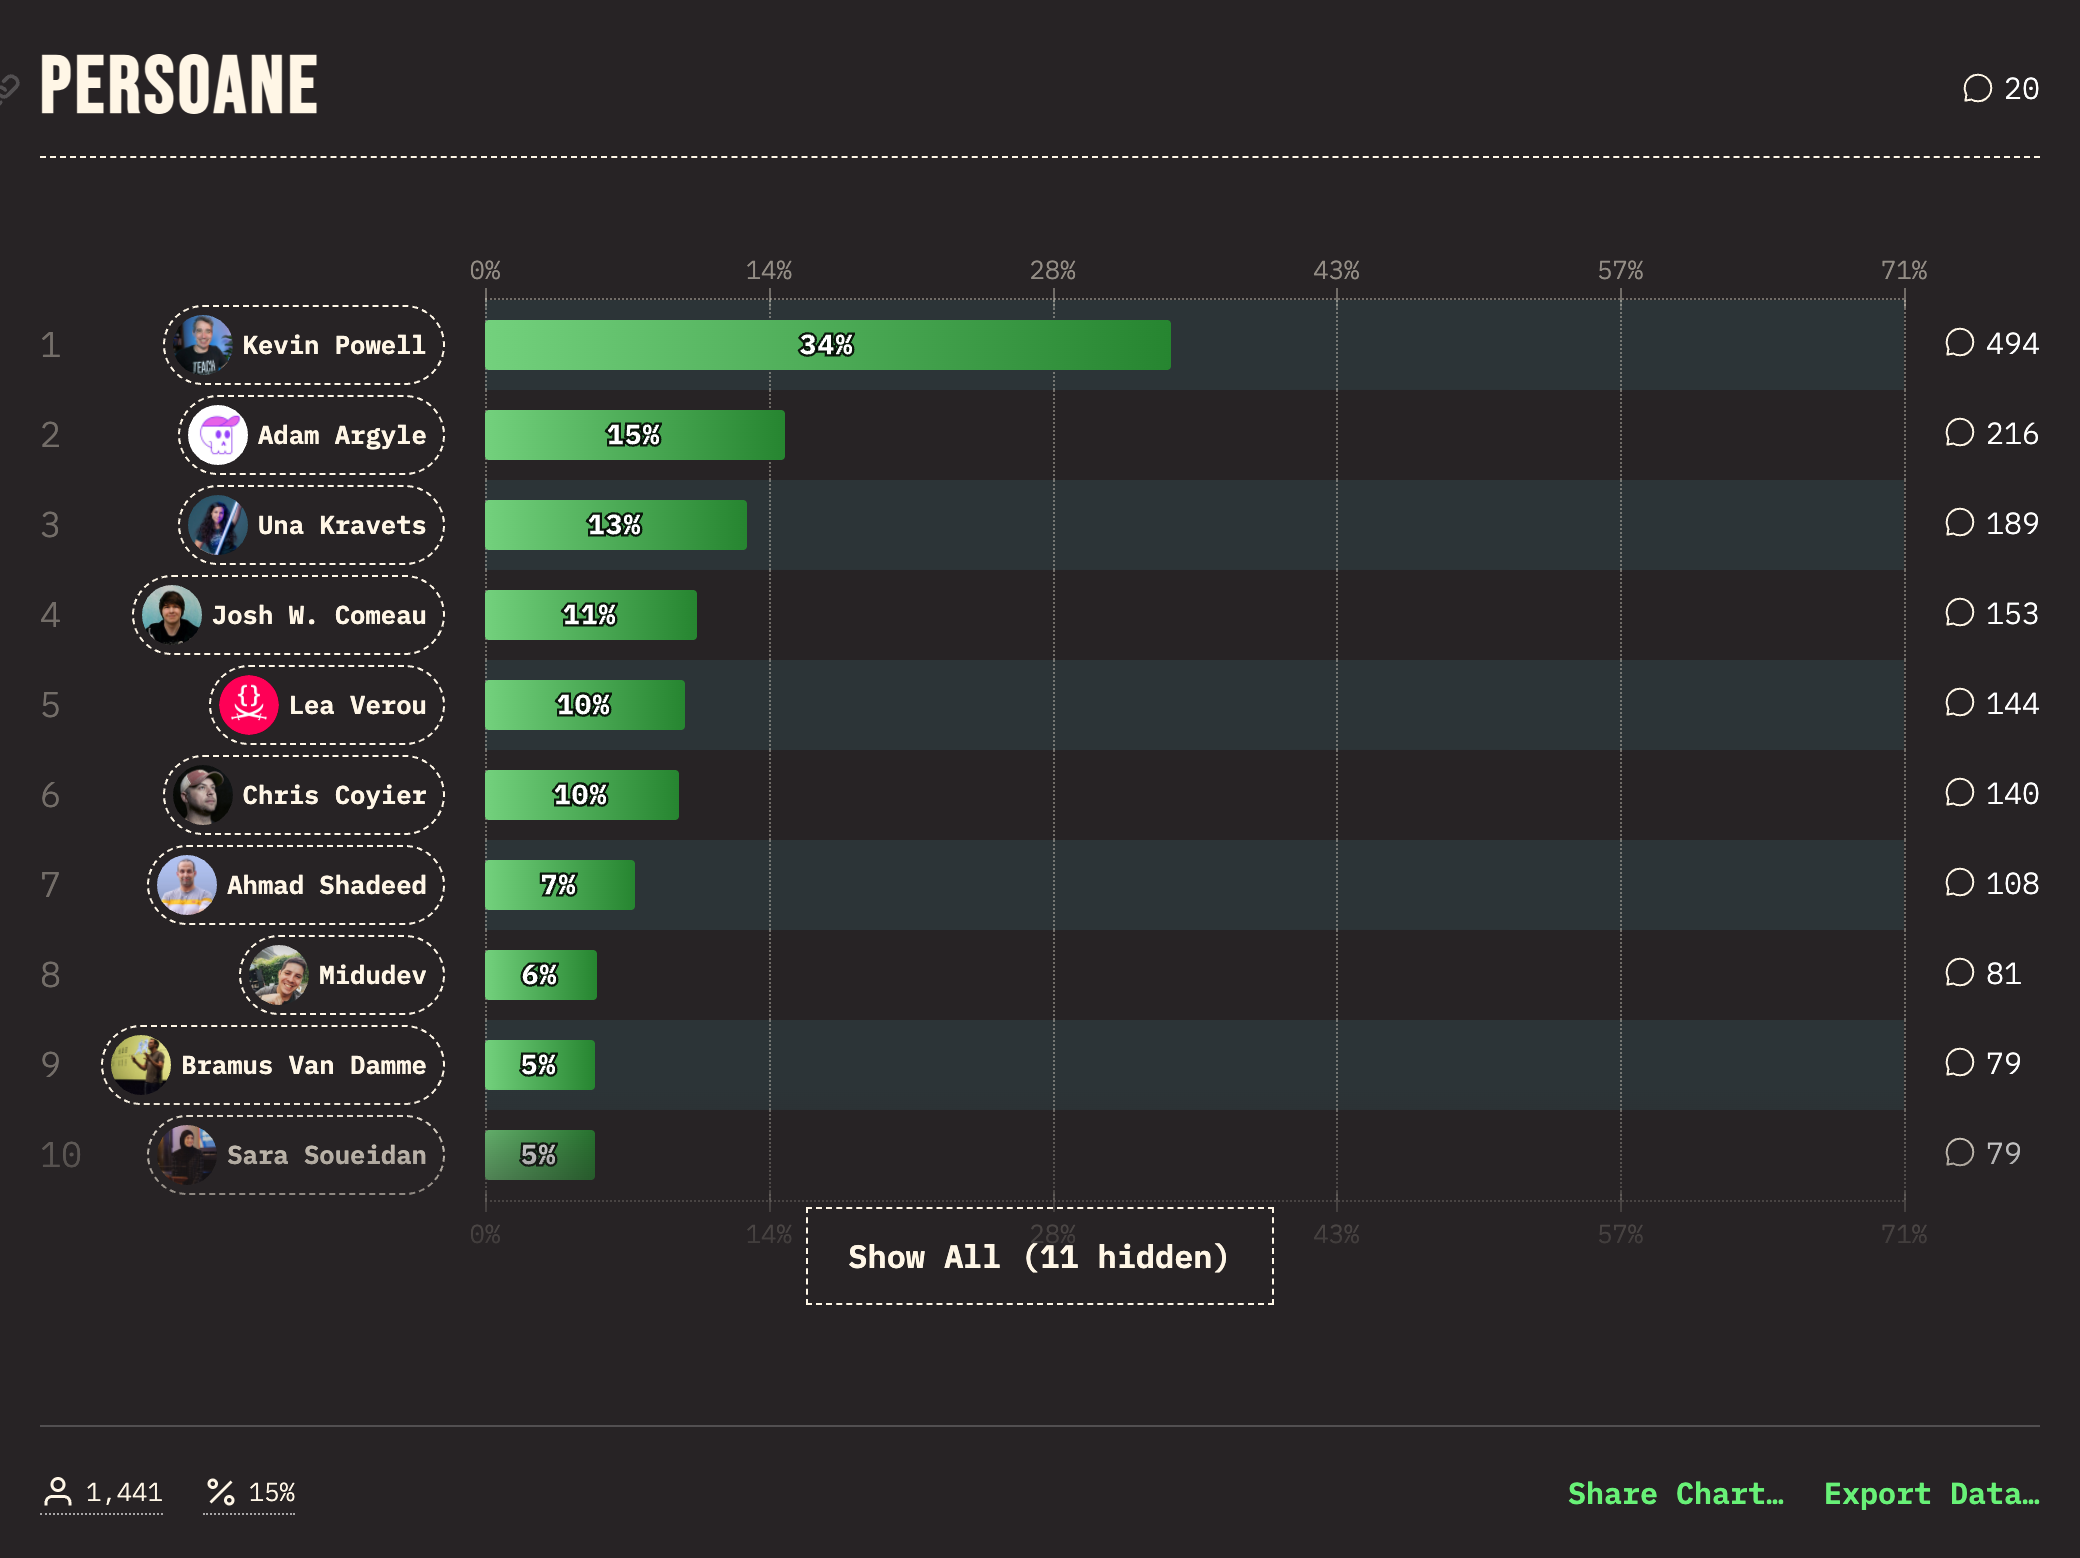 PERSOANE
20
0% 14% 28% 43% 57% 71%
1 Kevin Powell 34% 494
2 Adam Argyle 15% 216
3 Una Kravets 13% 189
4 Josh W. Comeau 11% 153
5 Lea Verou 10% 144
6 Chris Coyier 10% 140
7 Ahmad Shadeed 7% 108
8 Midudev 6% 81
9 Bramus Van Damme 5% 79
10 Sara Soueidan 5% 79
0% 14% 28% 43% 57% 71%
Show All (11 hidden)
1,441 15% Share Chart… Export Data…